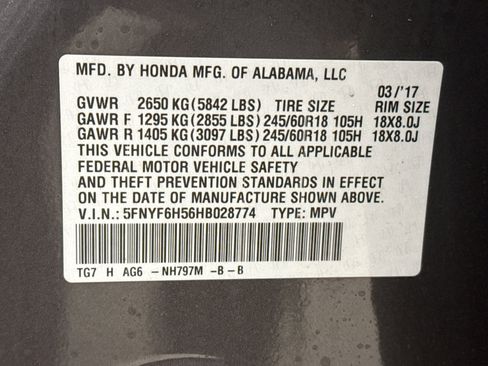 MFD. BY HONDA MFG. OF ALABAMA, LLC
03/'17
GVWR 2650 KG (5842 LBS) TIRE SIZE RIM SIZE
GAWR F 1295 KG (2855 LBS) 245/60R18 105H 18X8.0J
GAWR R 1405 KG (3097 LBS) 245/60R18 105H 18X8.0J
THIS VEHICLE CONFORMS TO ALL APPLICABLE
FEDERAL MOTOR VEHICLE SAFETY
AND THEFT PREVENTION STANDARDS IN EFFECT
ON THE DATE OF MANUFACTURE SHOWN ABOVE.
V.I.N.: 5FNYF6H56HB028774 TYPE: MPV
TG7 H AG6 -NH797M -B -B